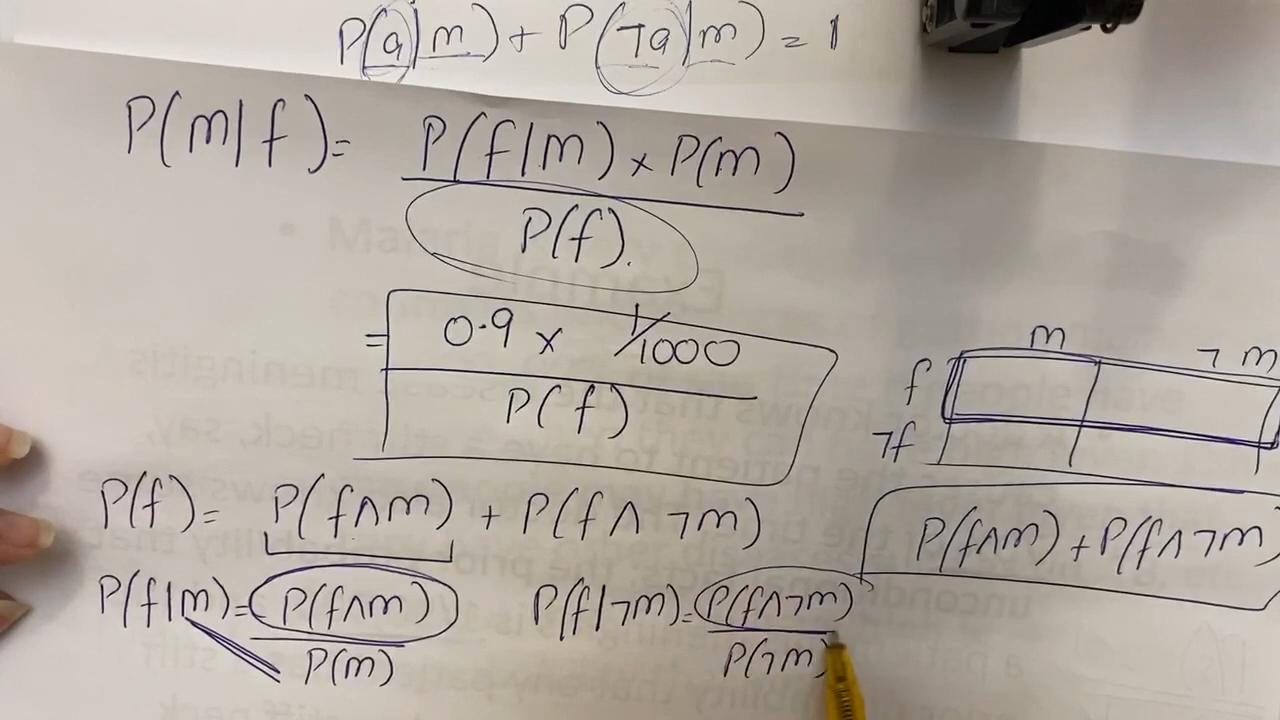 P(a|m) + P(¬a|m) = 1
P(m|f) = P(f|m) × P(m)
P(f).
= 0.9 × 1/1000
P(f)
m ¬m
f
¬f
P(f) = P(f∧m) + P(f∧¬m)
P(f∧m) + P(f∧¬m)
P(f|m) = P(f∧m)
P(m)
P(f|¬m) = P(f∧¬m)
P(¬m)